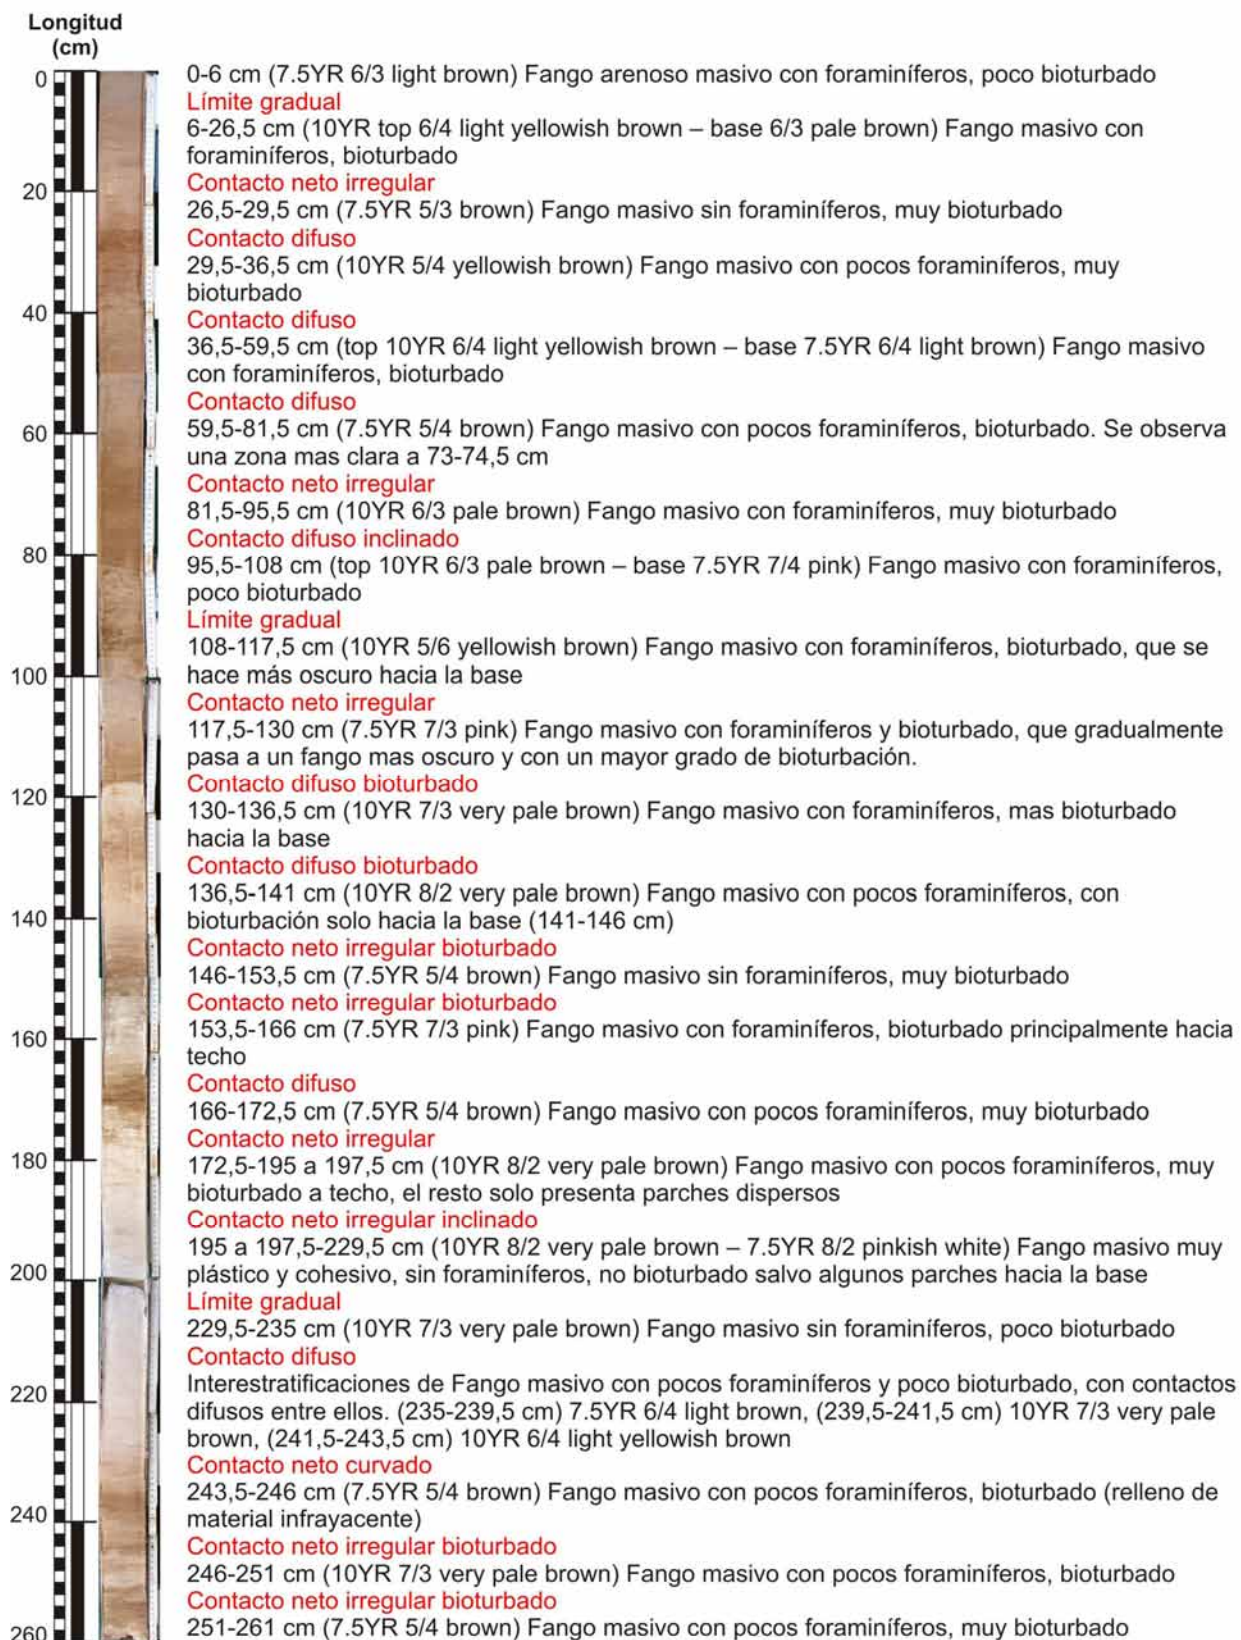 Longitud
(cm)
0
0-6 cm (7.5YR 6/3 light brown) Fango arenoso masivo con foraminíferos, poco bioturbado
Límite gradual
6-26,5 cm (10YR top 6/4 light yellowish brown – base 6/3 pale brown) Fango masivo con
foraminíferos, bioturbado
Contacto neto irregular
20
26,5-29,5 cm (7.5YR 5/3 brown) Fango masivo sin foraminíferos, muy bioturbado
Contacto difuso
29,5-36,5 cm (10YR 5/4 yellowish brown) Fango masivo con pocos foraminíferos, muy
bioturbado
40
Contacto difuso
36,5-59,5 cm (top 10YR 6/4 light yellowish brown – base 7.5YR 6/4 light brown) Fango masivo
con foraminíferos, bioturbado
Contacto difuso
60
59,5-81,5 cm (7.5YR 5/4 brown) Fango masivo con pocos foraminíferos, bioturbado. Se observa
una zona mas clara a 73-74,5 cm
Contacto neto irregular
81,5-95,5 cm (10YR 6/3 pale brown) Fango masivo con foraminíferos, muy bioturbado
Contacto difuso inclinado
80
95,5-108 cm (top 10YR 6/3 pale brown – base 7.5YR 7/4 pink) Fango masivo con foraminíferos,
poco bioturbado
Límite gradual
108-117,5 cm (10YR 5/6 yellowish brown) Fango masivo con foraminíferos, bioturbado, que se
hace más oscuro hacia la base
100
Contacto neto irregular
117,5-130 cm (7.5YR 7/3 pink) Fango masivo con foraminíferos y bioturbado, que gradualmente
pasa a un fango mas oscuro y con un mayor grado de bioturbación.
Contacto difuso bioturbado
120
130-136,5 cm (10YR 7/3 very pale brown) Fango masivo con foraminíferos, mas bioturbado
hacia la base
Contacto difuso bioturbado
136,5-141 cm (10YR 8/2 very pale brown) Fango masivo con pocos foraminíferos, con
bioturbación solo hacia la base (141-146 cm)
140
Contacto neto irregular bioturbado
146-153,5 cm (7.5YR 5/4 brown) Fango masivo sin foraminíferos, muy bioturbado
Contacto neto irregular bioturbado
153,5-166 cm (7.5YR 7/3 pink) Fango masivo con foraminíferos, bioturbado principalmente hacia
techo
160
Contacto difuso
166-172,5 cm (7.5YR 5/4 brown) Fango masivo con pocos foraminíferos, muy bioturbado
Contacto neto irregular
180
172,5-195 a 197,5 cm (10YR 8/2 very pale brown) Fango masivo con pocos foraminíferos, muy
bioturbado a techo, el resto solo presenta parches dispersos
Contacto neto irregular inclinado
195 a 197,5-229,5 cm (10YR 8/2 very pale brown – 7.5YR 8/2 pinkish white) Fango masivo muy
plástico y cohesivo, sin foraminíferos, no bioturbado salvo algunos parches hacia la base
200
Límite gradual
229,5-235 cm (10YR 7/3 very pale brown) Fango masivo sin foraminíferos, poco bioturbado
Contacto difuso
Interestratificaciones de Fango masivo con pocos foraminíferos y poco bioturbado, con contactos
220
difusos entre ellos. (235-239,5 cm) 7.5YR 6/4 light brown, (239,5-241,5 cm) 10YR 7/3 very pale
brown, (241,5-243,5 cm) 10YR 6/4 light yellowish brown
Contacto neto curvado
243,5-246 cm (7.5YR 5/4 brown) Fango masivo con pocos foraminíferos, bioturbado (relleno de
material infrayacente)
240
Contacto neto irregular bioturbado
246-251 cm (10YR 7/3 very pale brown) Fango masivo con pocos foraminíferos, bioturbado
Contacto neto irregular bioturbado
251-261 cm (7.5YR 5/4 brown) Fango masivo con pocos foraminíferos, muy bioturbado
260